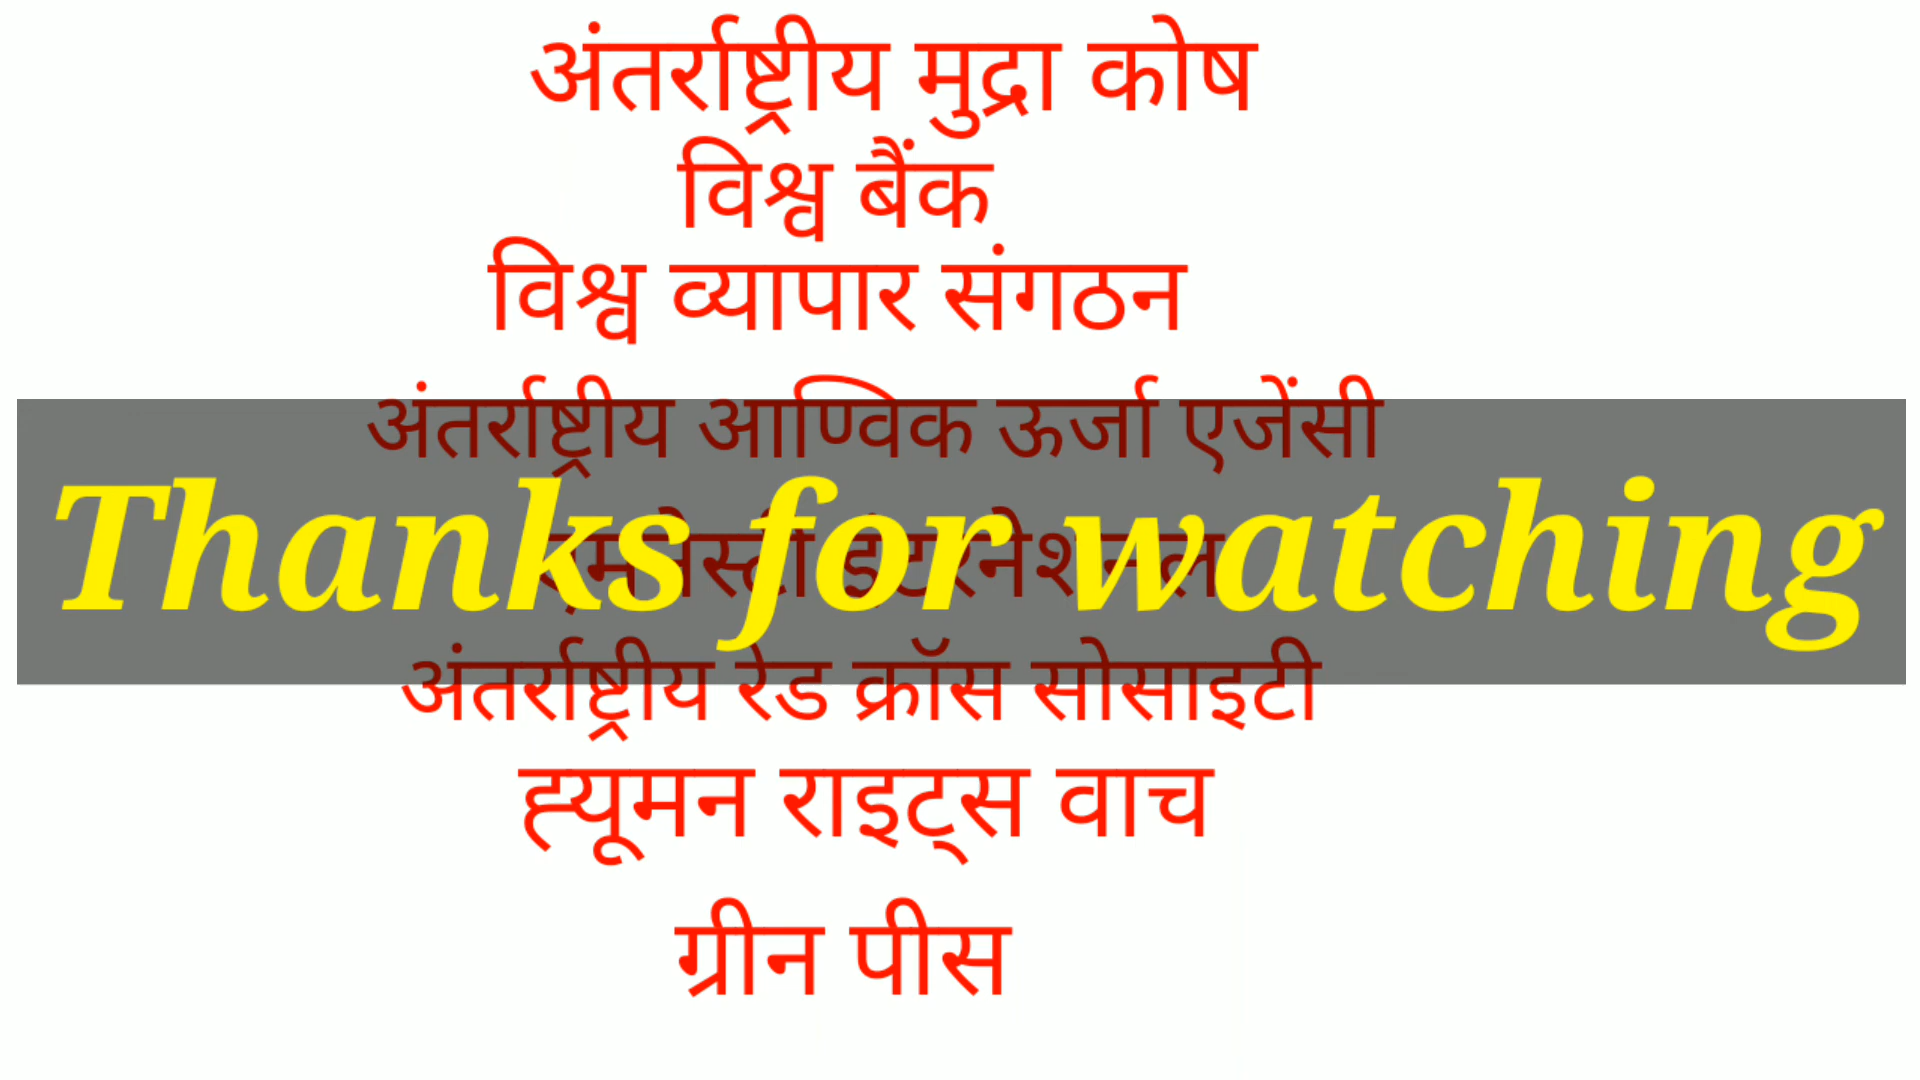 अंतर्राष्ट्रीय मुद्रा कोष
विश्व बैंक
विश्व व्यापार संगठन
अंतर्राष्ट्रीय आण्विक ऊर्जा एजेंसी
Thanks for watching
अंतर्राष्ट्रीय रेड क्रॉस सोसाइटी
ह्यूमन राइट्स वाच
ग्रीन पीस